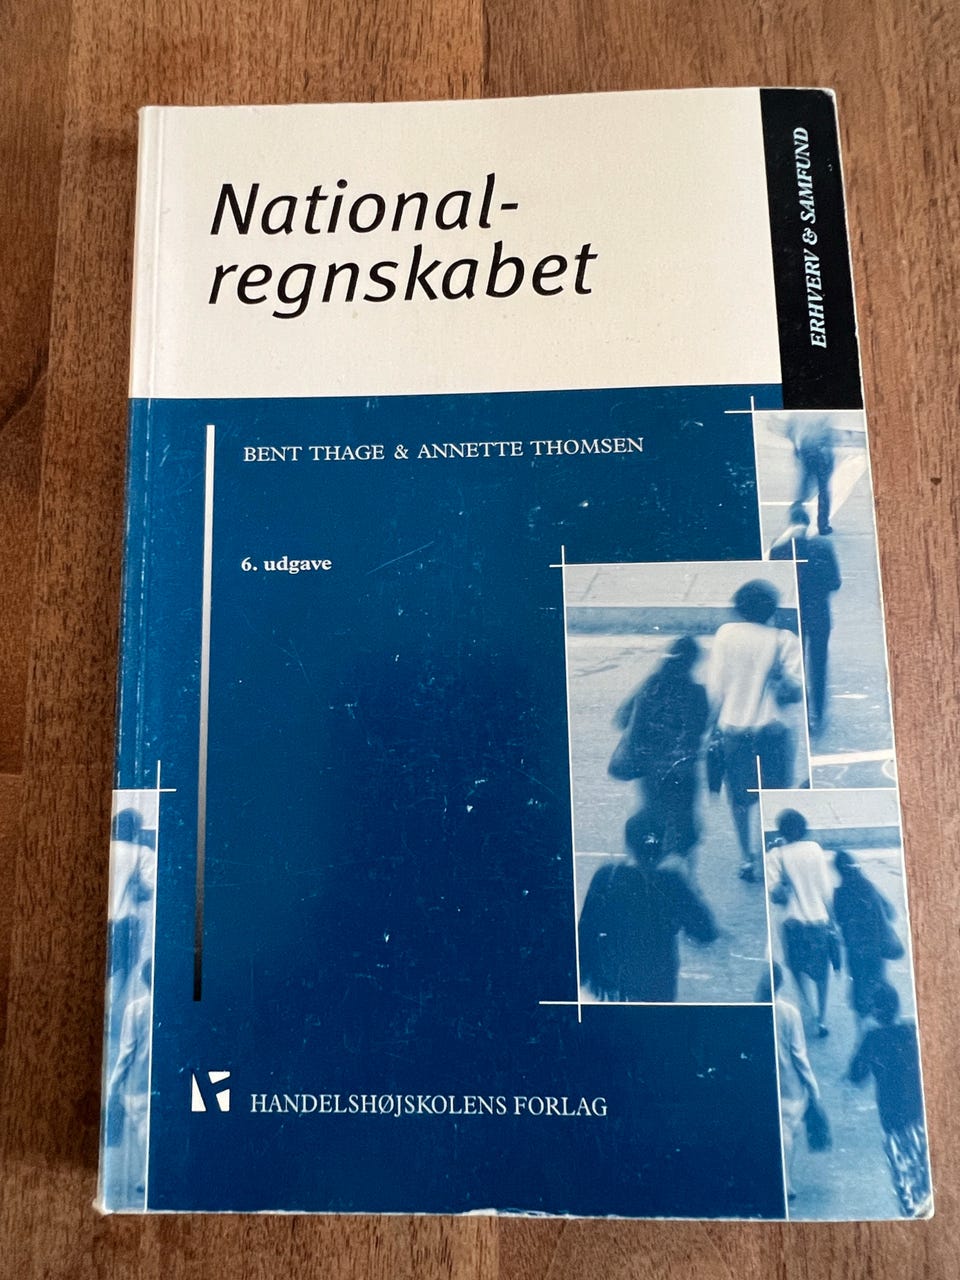 National-
regnskabet
ERHVERV & SAMFUND
BENT THAGE & ANNETTE THOMSEN
6. udgave
HANDELSHØJSKOLENS FORLAG